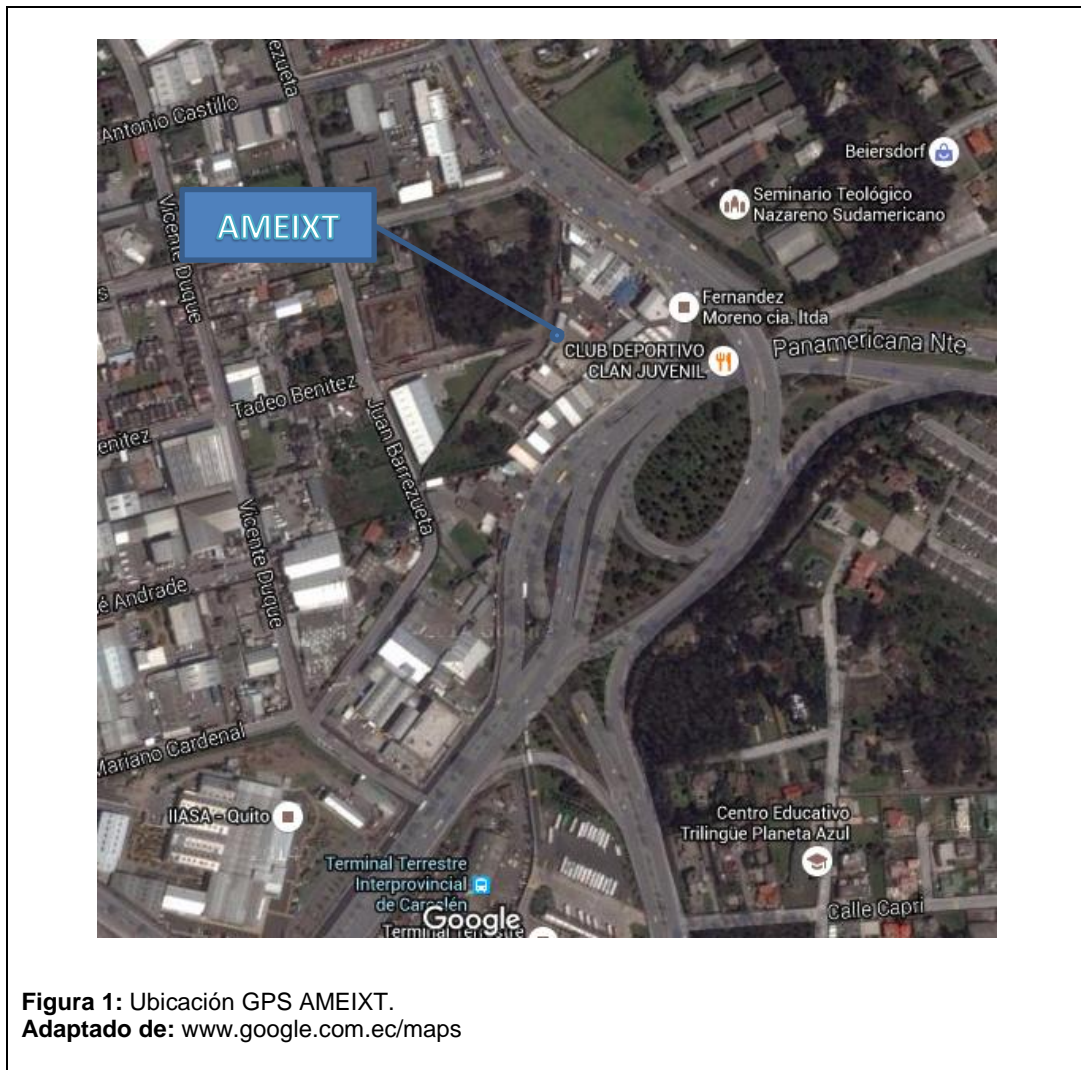 ezueta
Antonio Castillo
Beiersdorf
Seminario Teológico
Nazareno Sudamericano
AMEIXT
Vicente Duque
s
Fernandez
Moreno cia. ltda
CLUB DEPORTIVO
CLAN JUVENIL
Panamericana Nte
Tadeo Benitez
enitez
Juan Barrezueta
Vicente Duque
é Andrade
Mariano Cardenal
IIASA - Quito
Centro Educativo
Trilingüe Planeta Azul
Terminal Terrestre
Interprovincial
de Carcelén
Google
Terminal Terrestre
Calle Capri
Figura 1: Ubicación GPS AMEIXT.
Adaptado de: www.google.com.ec/maps